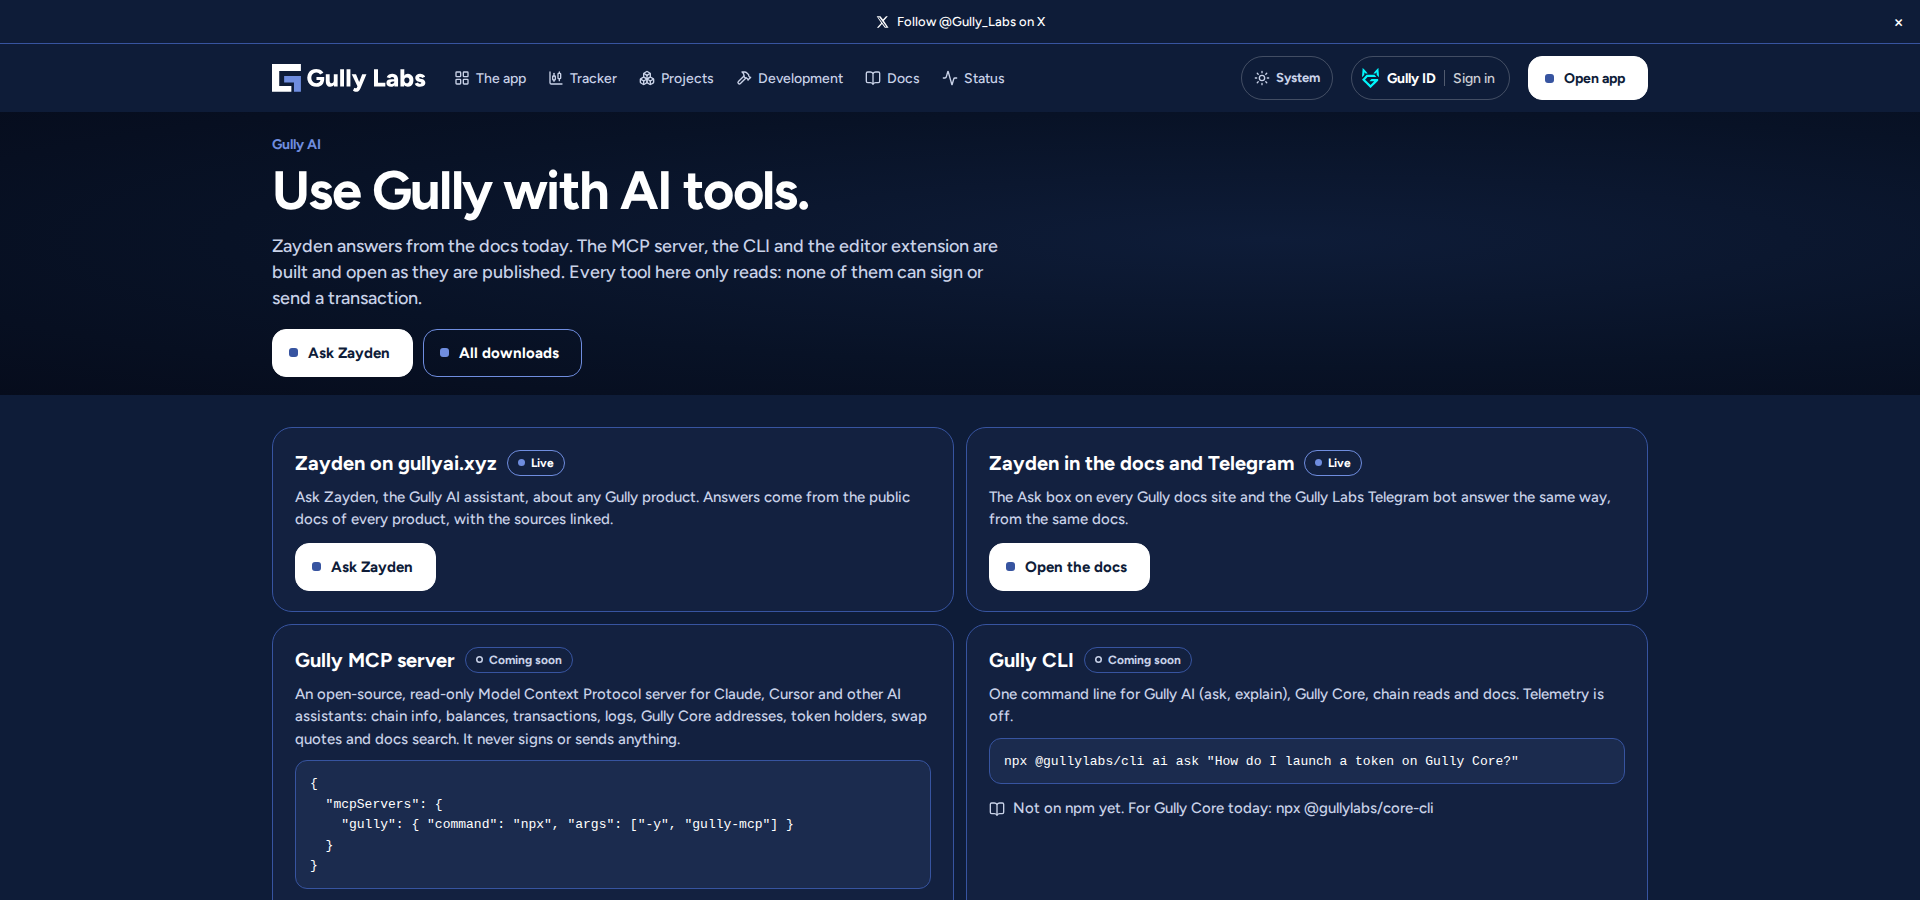 Follow @Gully_Labs on X
×
Gully Labs
The app
Tracker
Projects
Development
Docs
Status
System
Gully ID
Sign in
Open app
Gully AI
Use Gully with AI tools.
Zayden answers from the docs today. The MCP server, the CLI and the editor extension are
built and open as they are published. Every tool here only reads: none of them can sign or
send a transaction.
Ask Zayden
All downloads
Zayden on gullyai.xyz
Live
Ask Zayden, the Gully AI assistant, about any Gully product. Answers come from the public
docs of every product, with the sources linked.
Ask Zayden
Zayden in the docs and Telegram
Live
The Ask box on every Gully docs site and the Gully Labs Telegram bot answer the same way,
from the same docs.
Open the docs
Gully MCP server
Coming soon
An open-source, read-only Model Context Protocol server for Claude, Cursor and other AI
assistants: chain info, balances, transactions, logs, Gully Core addresses, token holders, swap
quotes and docs search. It never signs or sends anything.
{
  "mcpServers": {
    "gully": { "command": "npx", "args": ["-y", "gully-mcp"] }
  }
}
Gully CLI
Coming soon
One command line for Gully AI (ask, explain), Gully Core, chain reads and docs. Telemetry is
off.
npx @gullylabs/cli ai ask "How do I launch a token on Gully Core?"
Not on npm yet. For Gully Core today: npx @gullylabs/core-cli